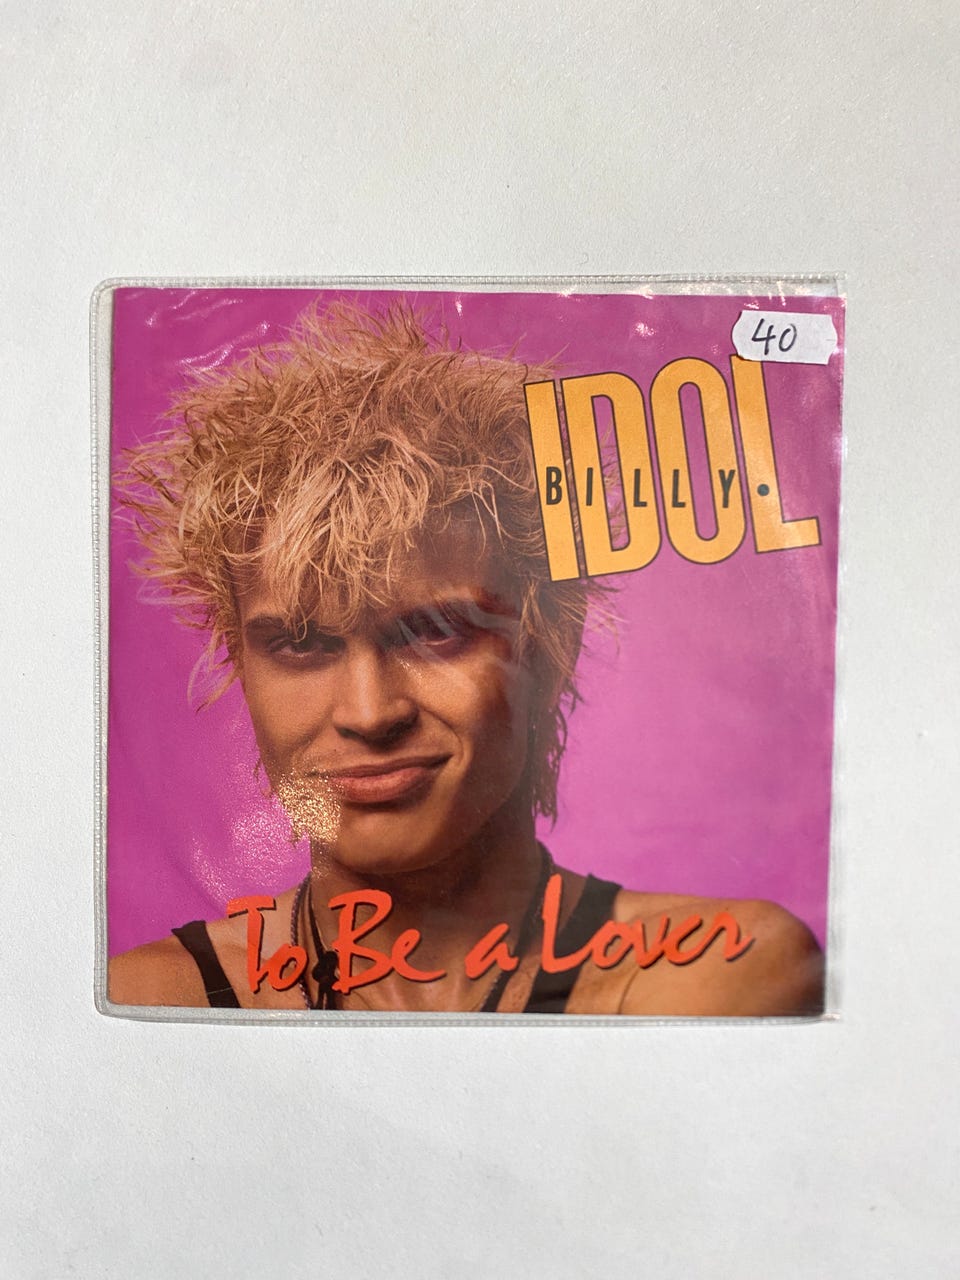 40
IDOL
BILLY.
To Be a Lover